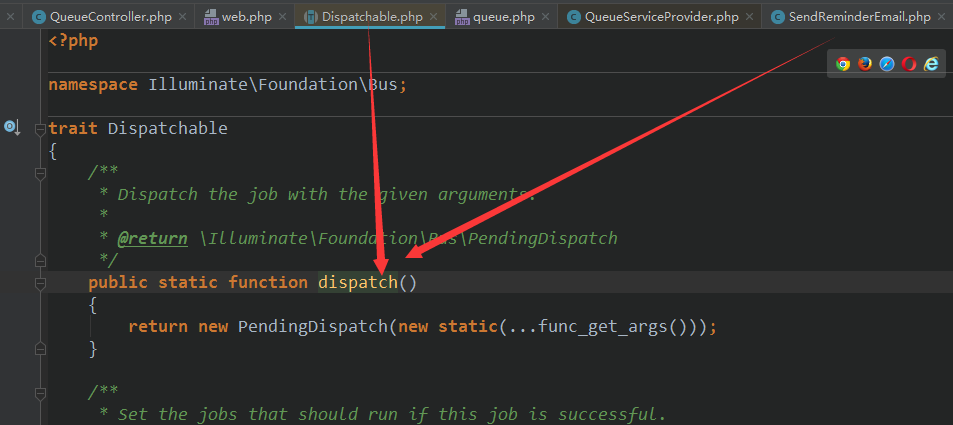 QueueController.php web.php Dispatchable.php queue.php QueueServiceProvider.php SendReminderEmail.php
<?php
namespace Illuminate\Foundation\Bus;
trait Dispatchable
{
/**
* Dispatch the job with the given arguments.
*
* @return \Illuminate\Foundation\Bus\PendingDispatch
*/
public static function dispatch()
{
return new PendingDispatch(new static(...func_get_args()));
}
/**
* Set the jobs that should run if this job is successful.